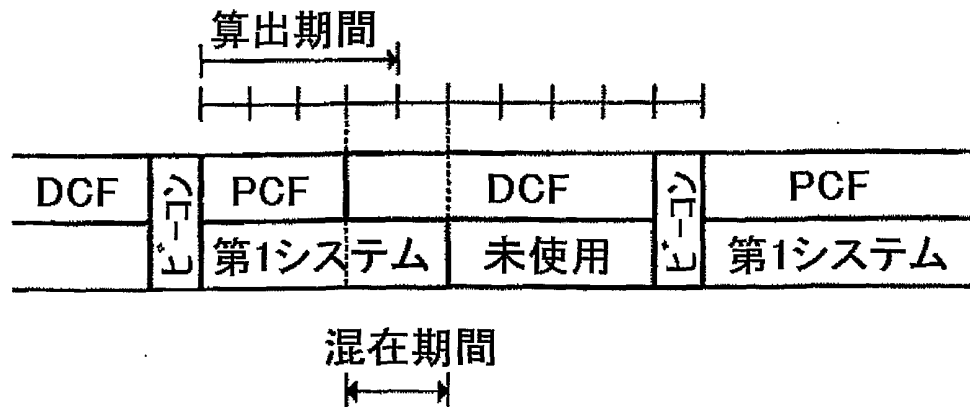 算出期間
DCF ビーコン PCF DCF ビーコン PCF
第1システム 未使用 第1システム
混在期間